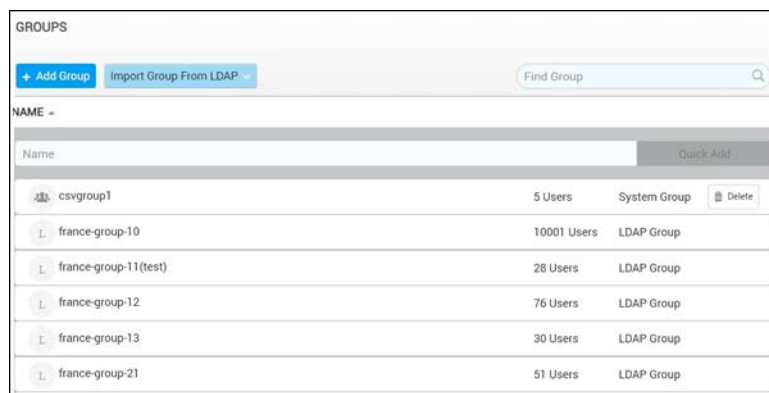 GROUPS
+ Add Group Import Group From LDAP Find Group
NAME
Name Quick Add
csvgroup1 5 Users System Group Delete
L france-group-10 10001 Users LDAP Group
L france-group-11(test) 28 Users LDAP Group
L france-group-12 76 Users LDAP Group
L france-group-13 30 Users LDAP Group
L france-group-21 51 Users LDAP Group